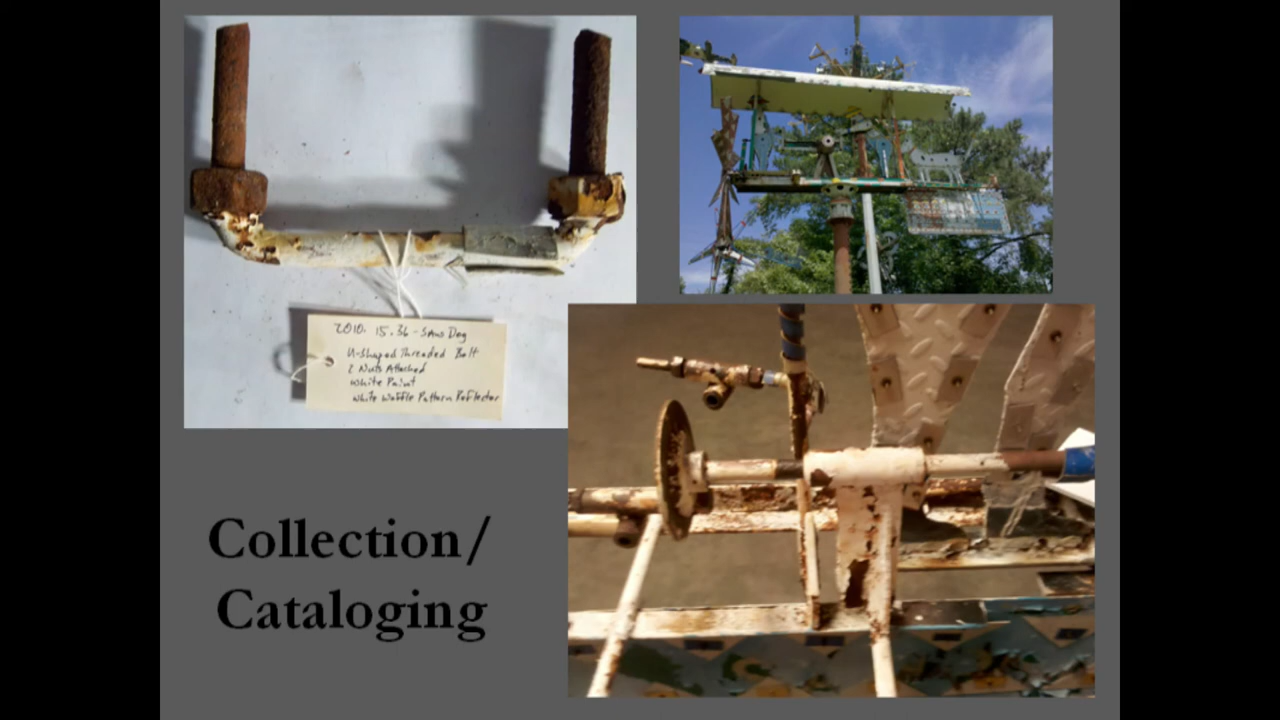 2010. 15.36 - Saw Dog
U-Shaped Threaded Bolt
2 Nuts Attached
White Paint
White Waffle Pattern Reflector
Collection/
Cataloging